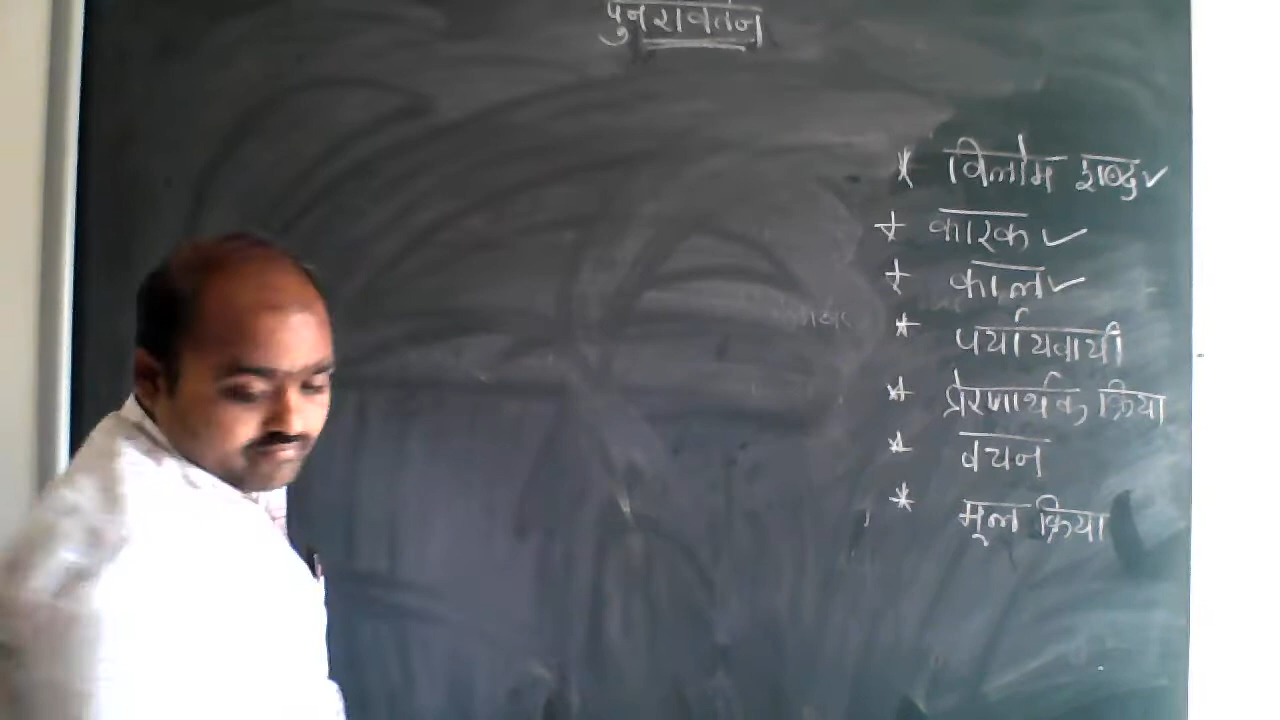 पुनरावर्तन
* विलोम शब्द ✓
+ कारक ✓
+ काल ✓
* पर्यायवाची
* प्रेरणार्थक क्रिया
* वचन
* मूल क्रिया